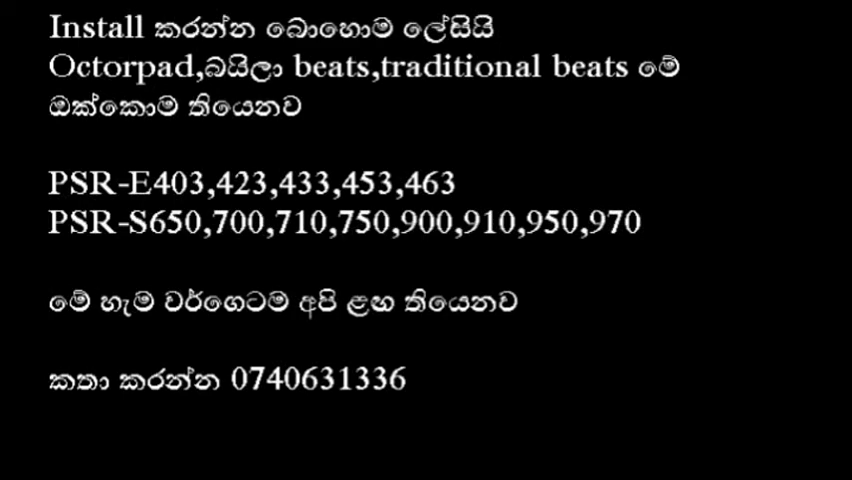 Install කරන්න බොහොම ලේසියි
Octorpad,බයිලා beats,traditional beats මේ
ඔක්කොම තියෙනව
PSR-E403,423,433,453,463
PSR-S650,700,710,750,900,910,950,970
මේ හැම වර්ගෙටම අපි ළඟ තියෙනව
කතා කරන්න 0740631336